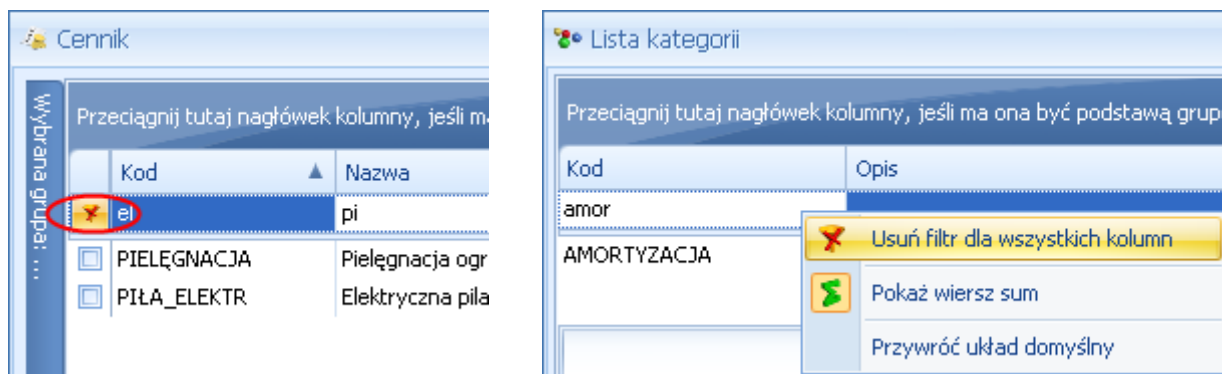 Cennik
Wybrana grupa: ...
Przeciągnij tutaj nagłówek kolumny, jeśli
Kod Nazwa
el pi
PIELĘGNACJA Pielęgnacja ogr
PIŁA_ELEKTR Elektryczna piła
Lista kategorii
Przeciągnij tutaj nagłówek kolumny, jeśli ma ona być podstawą grup
Kod Opis
amor
AMORTYZACJA
Usuń filtr dla wszystkich kolumn
Pokaż wiersz sum
Przywróć układ domyślny